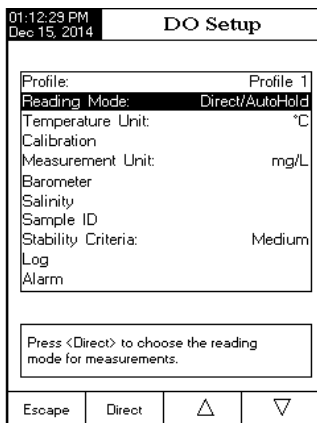 01:12:29 PM
Dec 15, 2014
DO Setup
Profile: Profile 1
Reading Mode: Direct/AutoHold
Temperature Unit: °C
Calibration
Measurement Unit: mg/L
Barometer
Salinity
Sample ID
Stability Criteria: Medium
Log
Alarm
Press <Direct> to choose the reading
mode for measurements.
Escape Direct △ ▽